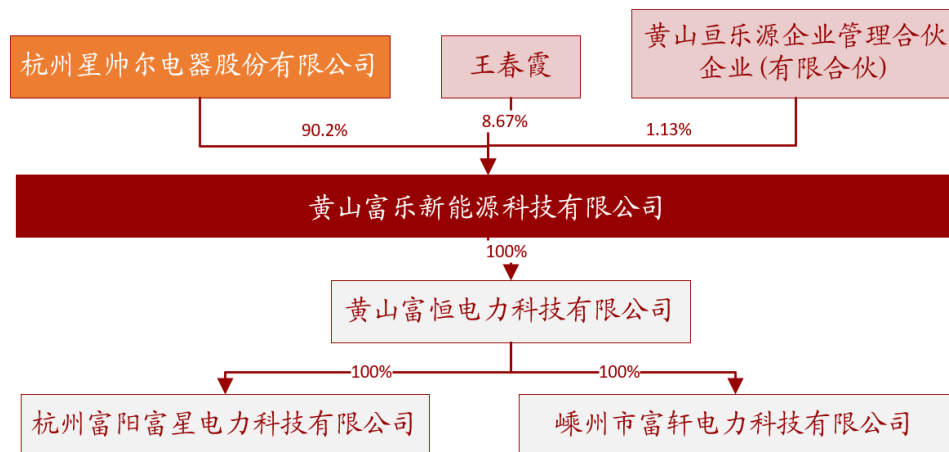 杭州星帅尔电器股份有限公司
王春霞
黄山亘乐源企业管理合伙
企业(有限合伙)
90.2%
8.67%
1.13%
黄山富乐新能源科技有限公司
100%
黄山富恒电力科技有限公司
100%
100%
杭州富阳富星电力科技有限公司
嵊州市富轩电力科技有限公司